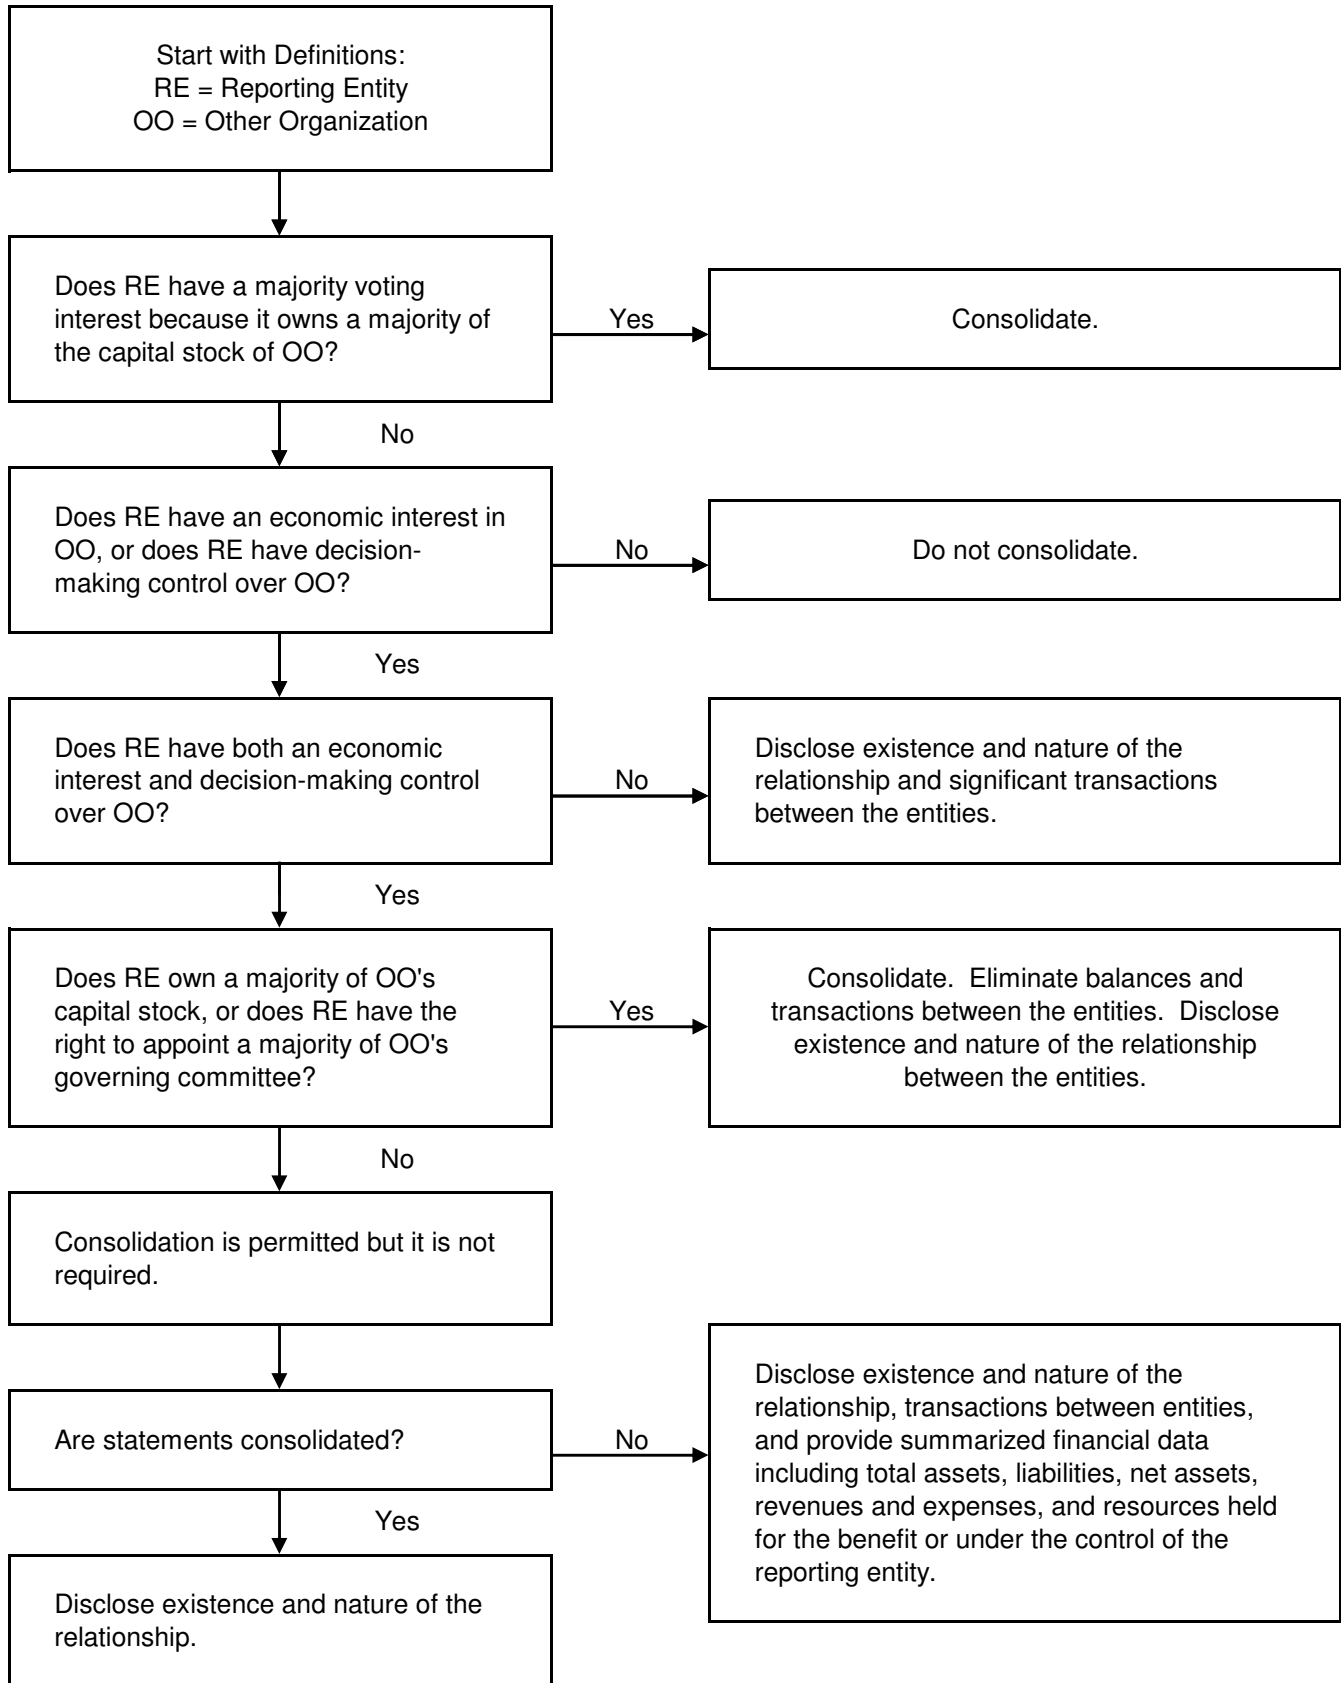 Start with Definitions:
RE = Reporting Entity
OO = Other Organization
Does RE have a majority voting
interest because it owns a majority of
the capital stock of OO?
Yes
Consolidate.
No
Does RE have an economic interest in
OO, or does RE have decision-
making control over OO?
No
Do not consolidate.
Yes
Does RE have both an economic
interest and decision-making control
over OO?
No
Disclose existence and nature of the
relationship and significant transactions
between the entities.
Yes
Does RE own a majority of OO's
capital stock, or does RE have the
right to appoint a majority of OO's
governing committee?
Yes
Consolidate.  Eliminate balances and
transactions between the entities.  Disclose
existence and nature of the relationship
between the entities.
No
Consolidation is permitted but it is not
required.
Are statements consolidated?
No
Disclose existence and nature of the
relationship, transactions between entities,
and provide summarized financial data
including total assets, liabilities, net assets,
revenues and expenses, and resources held
for the benefit or under the control of the
reporting entity.
Yes
Disclose existence and nature of the
relationship.